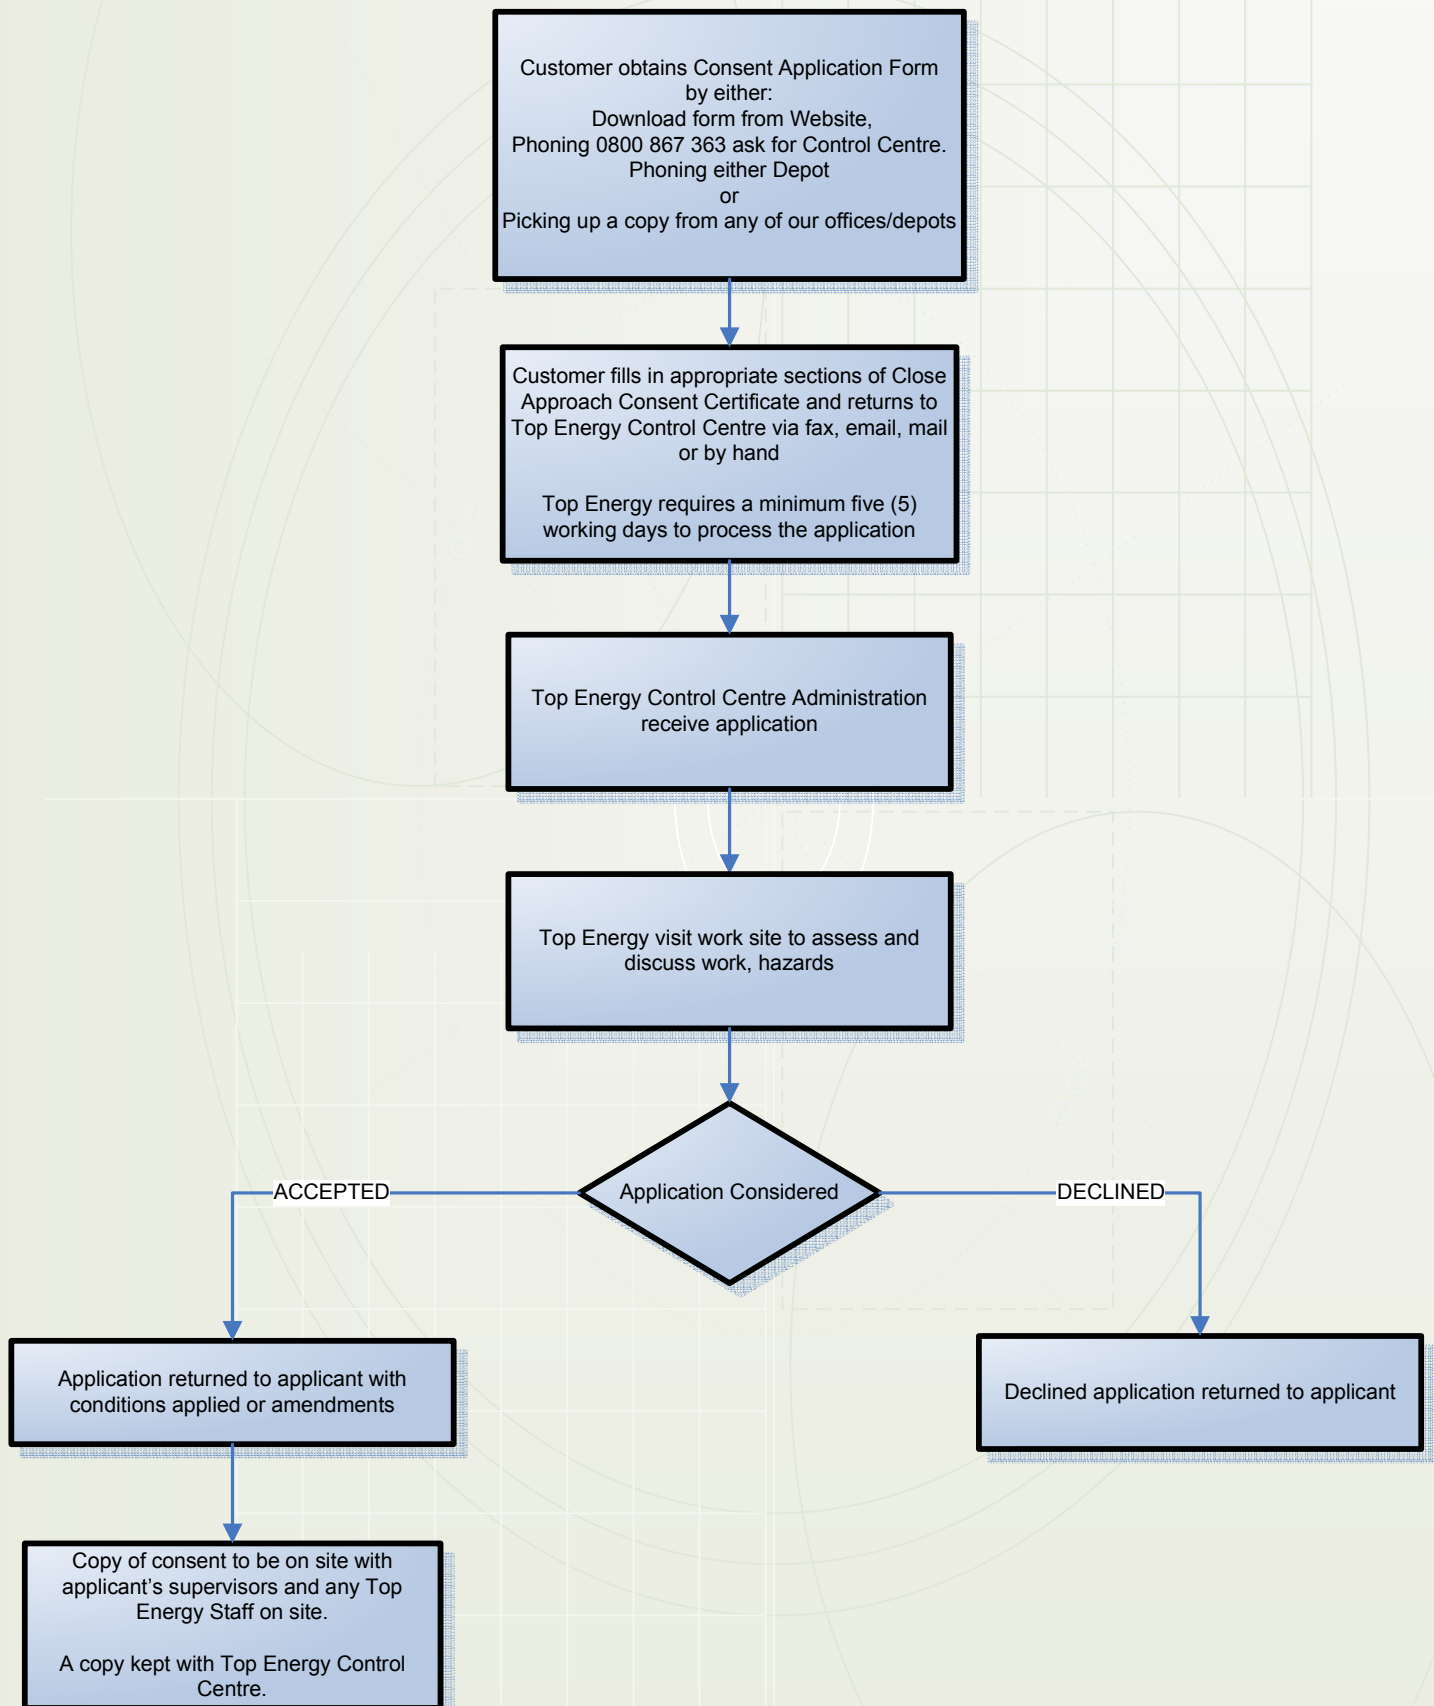 Customer obtains Consent Application Form
by either:
Download form from Website,
Phoning 0800 867 363 ask for Control Centre.
Phoning either Depot
or
Picking up a copy from any of our offices/depots
Customer fills in appropriate sections of Close
Approach Consent Certificate and returns to
Top Energy Control Centre via fax, email, mail
or by hand
Top Energy requires a minimum five (5)
working days to process the application
Top Energy Control Centre Administration
receive application
Top Energy visit work site to assess and
discuss work, hazards
Application Considered
ACCEPTED
DECLINED
Application returned to applicant with
conditions applied or amendments
Declined application returned to applicant
Copy of consent to be on site with
applicant’s supervisors and any Top
Energy Staff on site.
A copy kept with Top Energy Control
Centre.